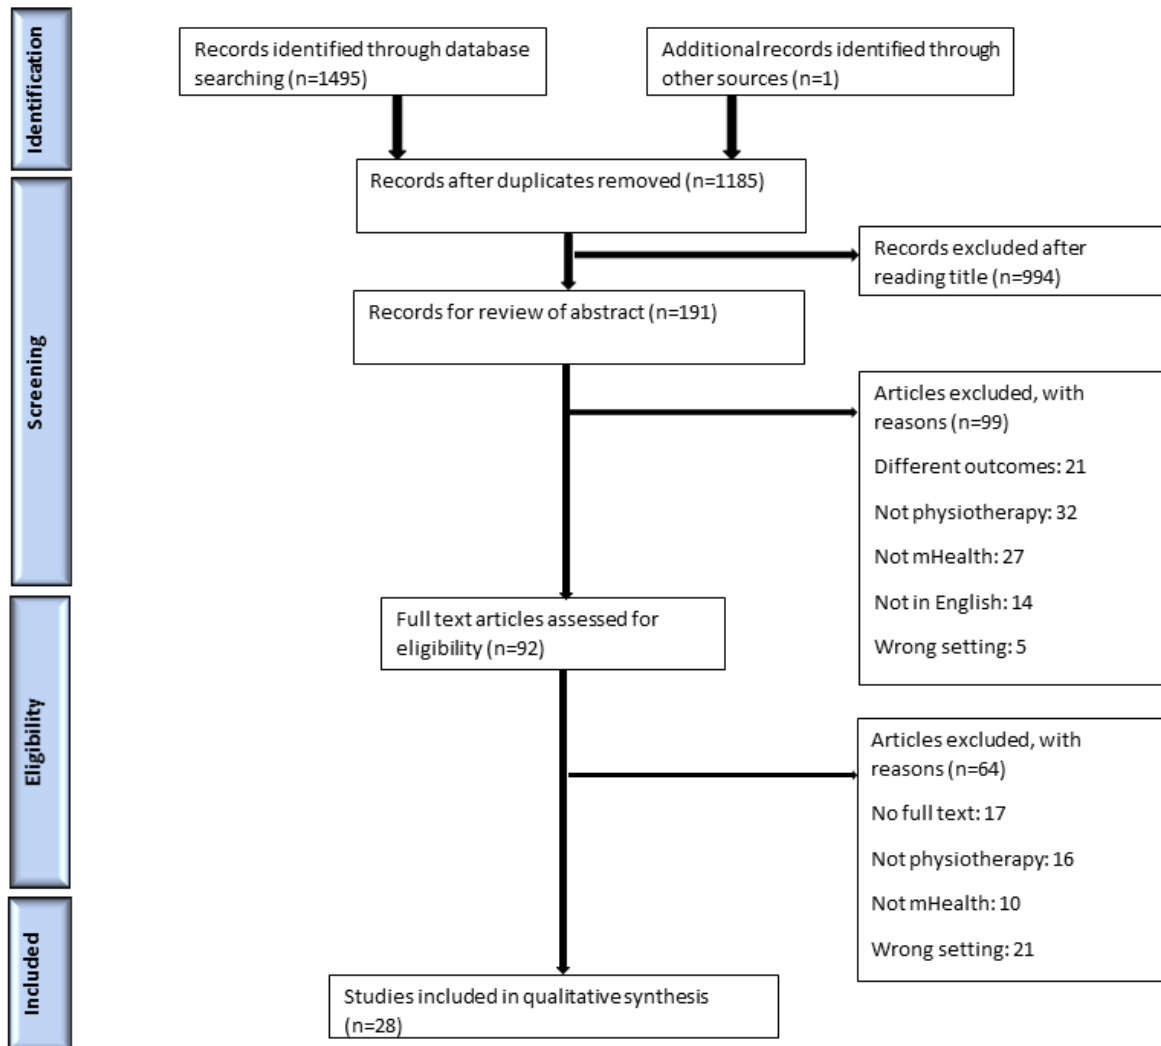 Identification
Records identified through database
searching (n=1495)
Additional records identified through
other sources (n=1)
Records after duplicates removed (n=1185)
Screening
Records excluded after
reading title (n=994)
Records for review of abstract (n=191)
Articles excluded, with
reasons (n=99)
Different outcomes: 21
Not physiotherapy: 32
Not mHealth: 27
Not in English: 14
Wrong setting: 5
Eligibility
Full text articles assessed for
eligibility (n=92)
Articles excluded, with
reasons (n=64)
No full text: 17
Not physiotherapy: 16
Not mHealth: 10
Wrong setting: 21
Included
Studies included in qualitative synthesis
(n=28)